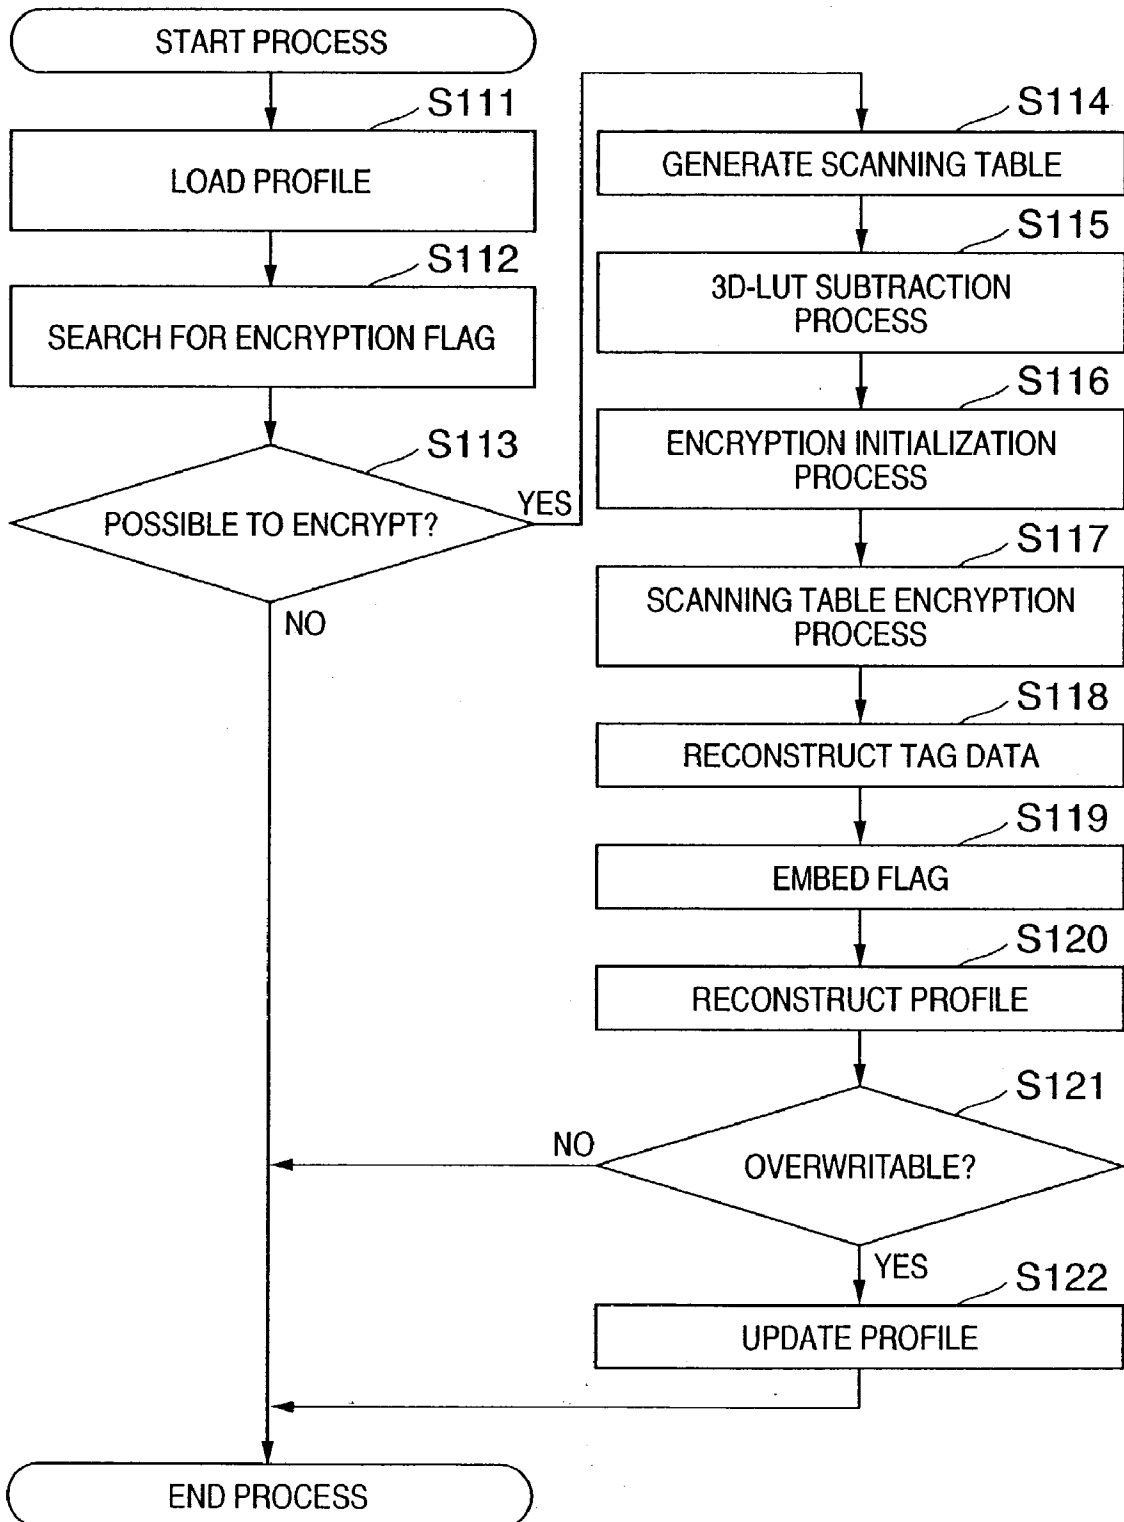 START PROCESS
S111
LOAD PROFILE
S112
SEARCH FOR ENCRYPTION FLAG
S113
POSSIBLE TO ENCRYPT?
YES
NO
S114
GENERATE SCANNING TABLE
S115
3D-LUT SUBTRACTION
PROCESS
S116
ENCRYPTION INITIALIZATION
PROCESS
S117
SCANNING TABLE ENCRYPTION
PROCESS
S118
RECONSTRUCT TAG DATA
S119
EMBED FLAG
S120
RECONSTRUCT PROFILE
S121
OVERWRITABLE?
NO
YES
S122
UPDATE PROFILE
END PROCESS